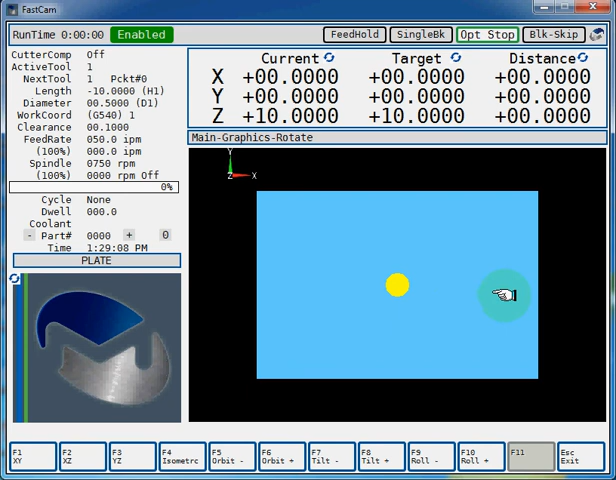 FastCam
RunTime 0:00:00 Enabled FeedHold SingleBk Opt Stop Blk-Skip
CutterComp Off
ActiveTool 1
NextTool 1 Pckt#0
Length -10.0000 (H1)
Diameter 00.5000 (D1)
WorkCoord (G540) 1
Clearance 00.1000
FeedRate 050.0 ipm
(100%) 000.0 ipm
Spindle 0750 rpm
(100%) 0000 rpm Off
0%
Cycle None
Dwell 000.0
Coolant
- Part# 0000 + 0
Time 1:29:08 PM
PLATE
Current Target Distance
X +00.0000 +00.0000 +00.0000
Y +00.0000 +00.0000 +00.0000
Z +10.0000 +10.0000 +00.0000
Main-Graphics-Rotate
Y
Z X
F1 F2 F3 F4 F5 F6 F7 F8 F9 F10 F11 Esc
XY XZ YZ Isometrc Orbit - Orbit + Tilt - Tilt + Roll - Roll + Exit